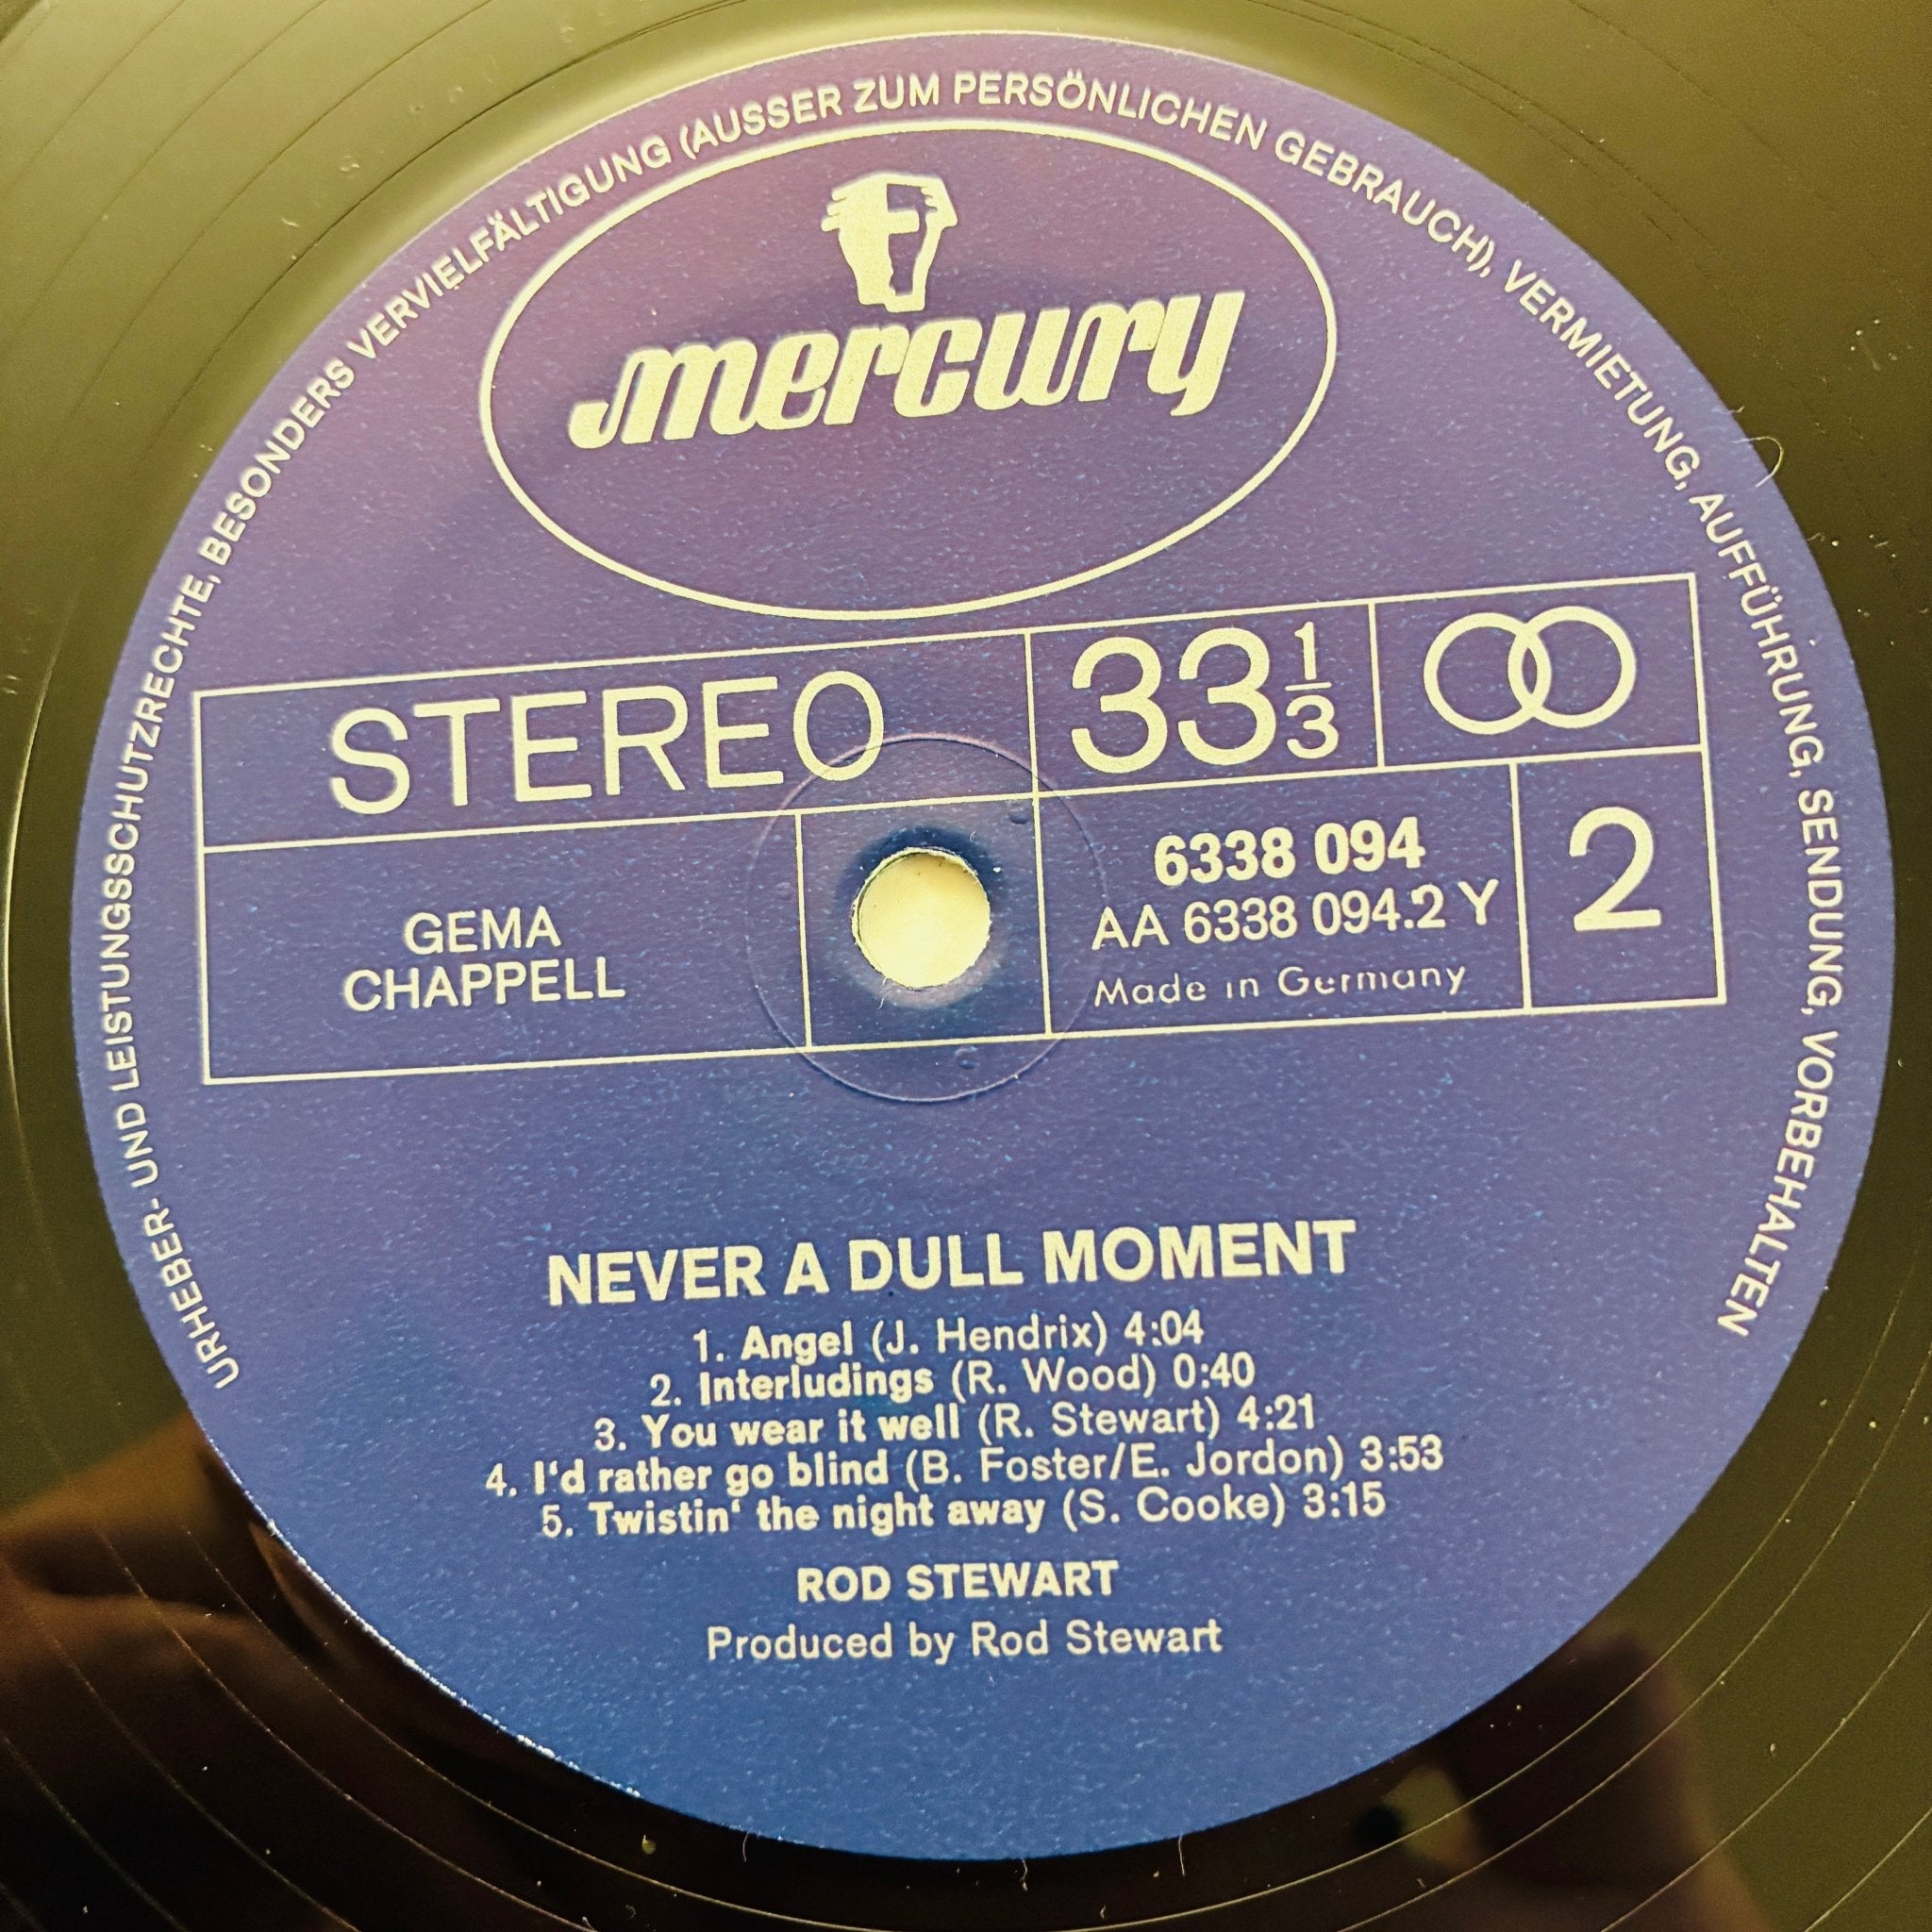 URHEBER- UND LEISTUNGSSCHUTZRECHTE, BESONDERS VERVIELFÄLTIGUNG (AUSSER ZUM PERSÖNLICHEN GEBRAUCH), VERMIETUNG, AUFFÜHRUNG, SENDUNG, VORBEHALTEN
mercury
STEREO 33 1/3
GEMA
CHAPPELL
6338 094
AA 6338 094.2 Y
Made in Germany
2
NEVER A DULL MOMENT
1. Angel (J. Hendrix) 4:04
2. Interludings (R. Wood) 0:40
3. You wear it well (R. Stewart) 4:21
4. I‘d rather go blind (B. Foster/E. Jordon) 3:53
5. Twistin‘ the night away (S. Cooke) 3:15
ROD STEWART
Produced by Rod Stewart